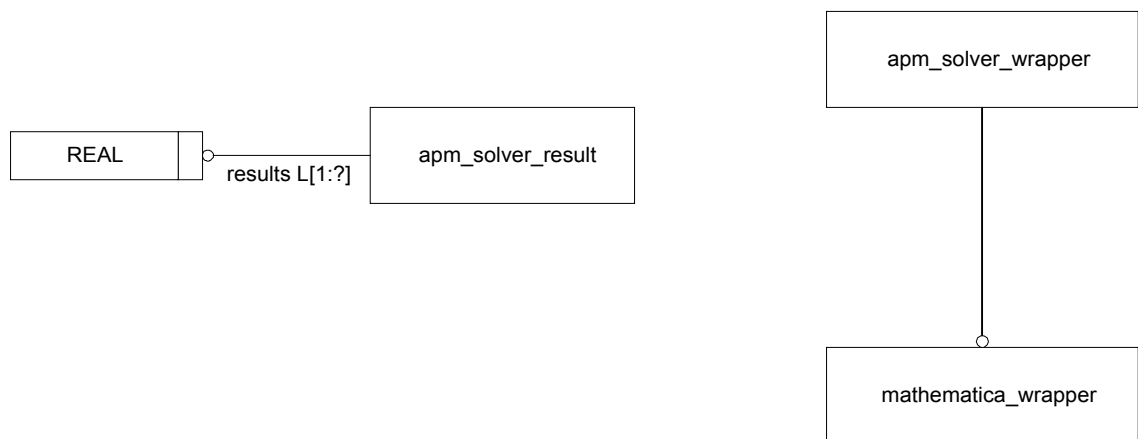 apm_solver_wrapper
REAL
apm_solver_result
results L[1:?]
mathematica_wrapper